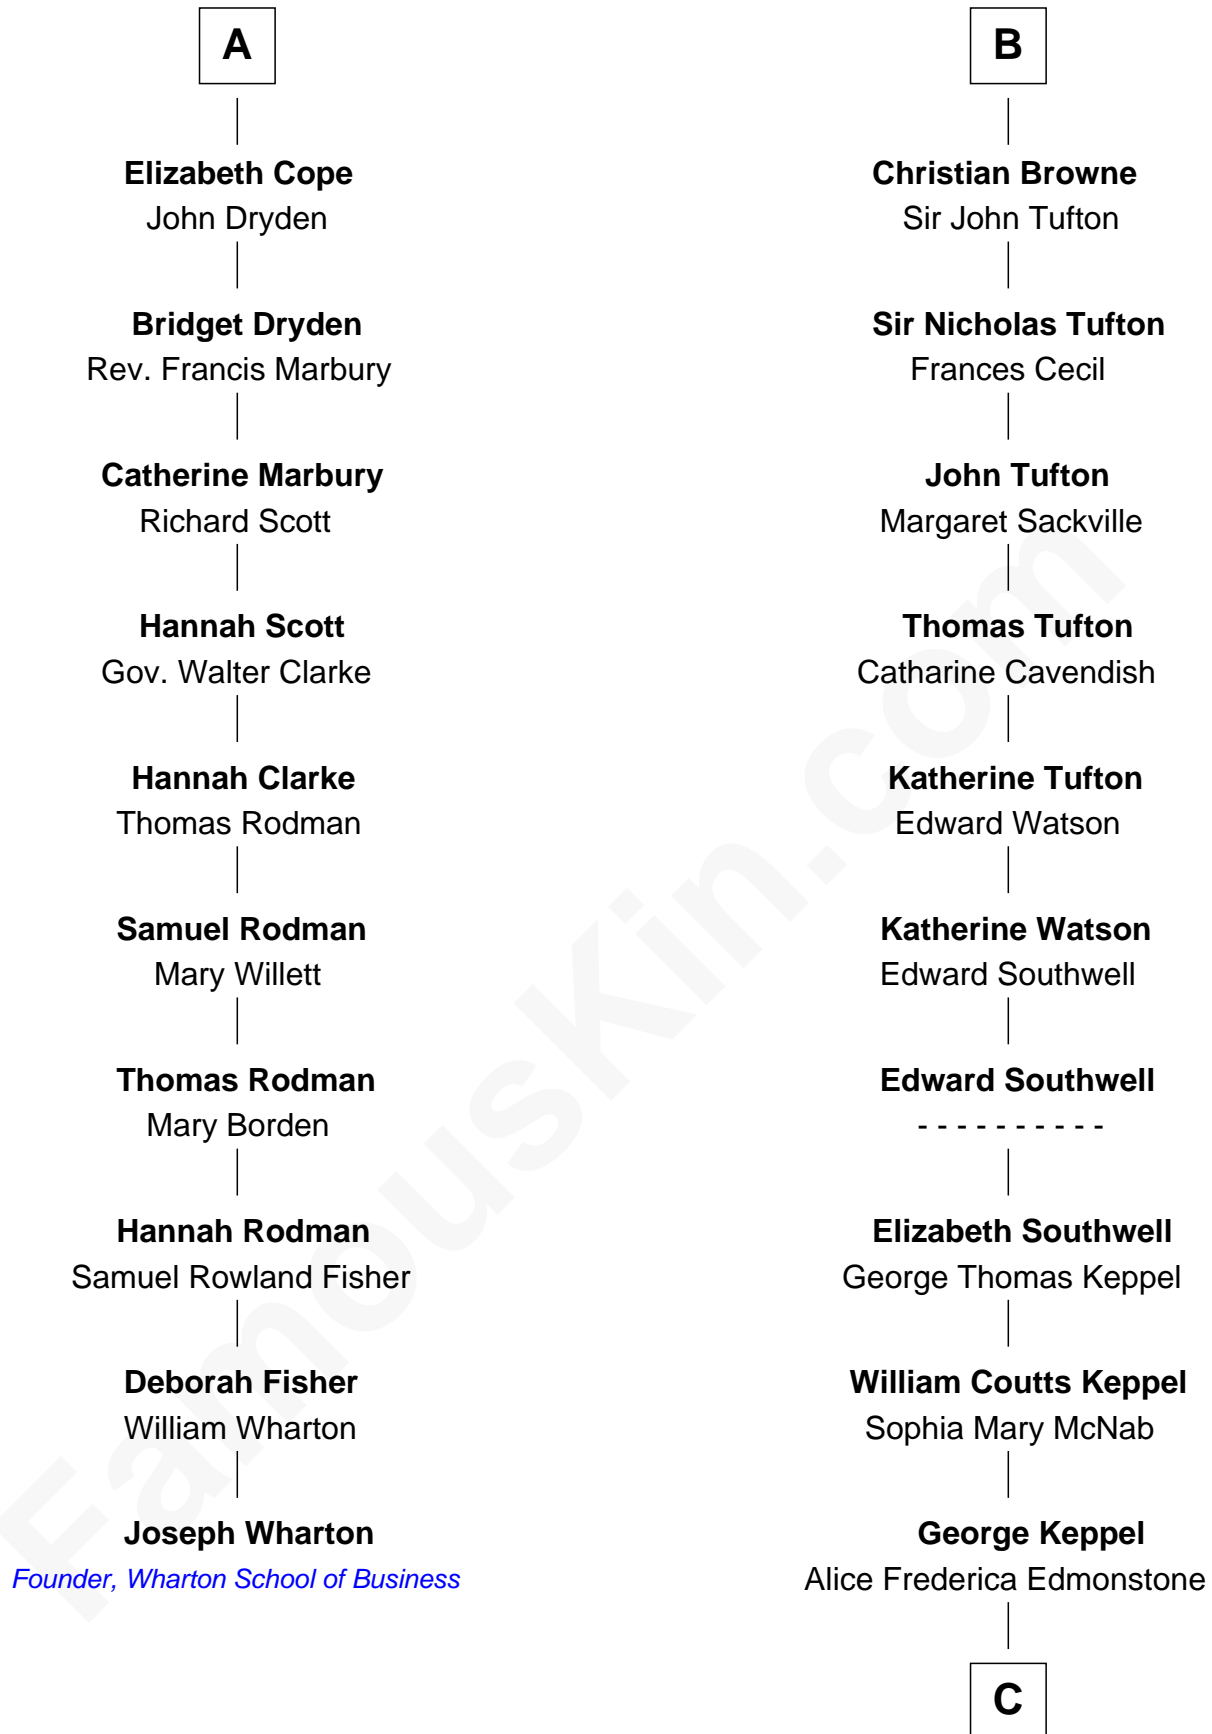 A
Elizabeth Cope
John Dryden
Bridget Dryden
Rev. Francis Marbury
Catherine Marbury
Richard Scott
Hannah Scott
Gov. Walter Clarke
Hannah Clarke
Thomas Rodman
Samuel Rodman
Mary Willett
Thomas Rodman
Mary Borden
Hannah Rodman
Samuel Rowland Fisher
Deborah Fisher
William Wharton
Joseph Wharton
Founder, Wharton School of Business
B
Christian Browne
Sir John Tufton
Sir Nicholas Tufton
Frances Cecil
John Tufton
Margaret Sackville
Thomas Tufton
Catharine Cavendish
Katherine Tufton
Edward Watson
Katherine Watson
Edward Southwell
Edward Southwell
- - - - - - - - - -
Elizabeth Southwell
George Thomas Keppel
William Coutts Keppel
Sophia Mary McNab
George Keppel
Alice Frederica Edmonstone
C
FamousKin.com